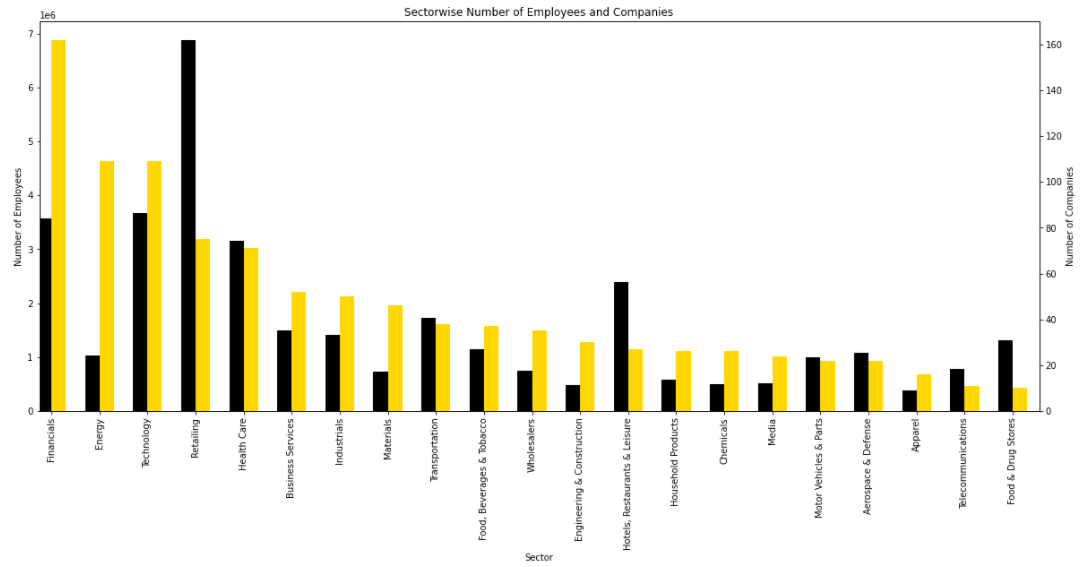 Sectorwise Number of Employees and Companies
1e6
7
6
5
4
3
2
1
0
Number of Employees
160
140
120
100
80
60
40
20
0
Number of Companies
Financials
Energy
Technology
Retailing
Health Care
Business Services
Industrials
Materials
Transportation
Food, Beverages & Tobacco
Wholesalers
Engineering & Construction
Hotels, Restaurants & Leisure
Household Products
Chemicals
Media
Motor Vehicles & Parts
Aerospace & Defense
Apparel
Telecommunications
Food & Drug Stores
Sector